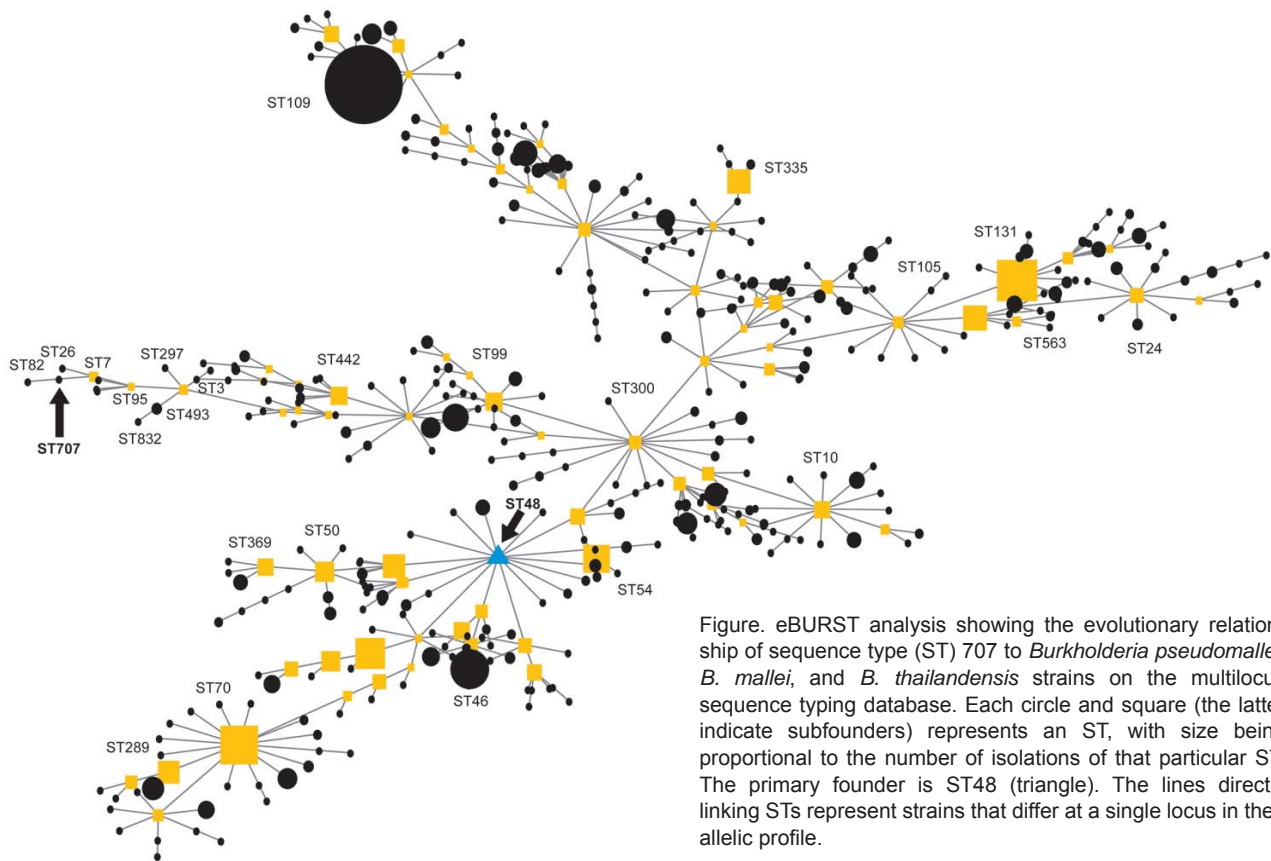 ST109
ST335
ST131
ST105
ST26
ST82
ST7
ST297
ST442
ST99
ST563
ST24
ST3
ST95
ST300
ST493
ST832
ST707
ST10
ST48
ST50
ST369
ST54
ST70
ST46
ST289
Figure. eBURST analysis showing the evolutionary relation
ship of sequence type (ST) 707 to Burkholderia pseudomalle
B. mallei, and B. thailandensis strains on the multilocu
sequence typing database. Each circle and square (the latte
indicate subfounders) represents an ST, with size bein
proportional to the number of isolations of that particular S
The primary founder is ST48 (triangle). The lines direct
linking STs represent strains that differ at a single locus in the
allelic profile.